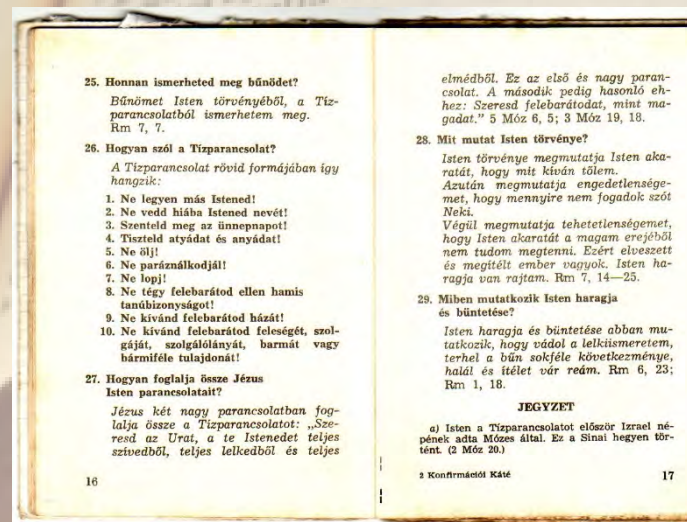 25. Honnan ismerheted meg bűnödet?
Bűnömet Isten törvényéből, a Tíz-
parancsolatból ismerhetem meg.
Rm 7, 7.
26. Hogyan szól a Tízparancsolat?
A Tízparancsolat rövid formájában így
hangzik:
1. Ne legyen más Istened!
2. Ne vedd hiába Istened nevét!
3. Szenteld meg az ünnepnapot!
4. Tiszteld atyádat és anyádat!
5. Ne ölj!
6. Ne paráználkodjál!
7. Ne lopj!
8. Ne tégy felebarátod ellen hamis
tanúbizonyságot!
9. Ne kívánd felebarátod házát!
10. Ne kívánd felebarátod feleségét, szol-
gáját, szolgálólányát, barmát vagy
bármiféle tulajdonát!
27. Hogyan foglalja össze Jézus
Isten parancsolatait?
Jézus két nagy parancsolatban fog-
lalja össze a Tízparancsolatot: „Sze-
resd az Urat, a te Istenedet teljes
szívedből, teljes lelkedből és teljes
16
elmédből. Ez az első és nagy paran-
csolat. A második pedig hasonló eh-
hez: Szeresd felebarátodat, mint ma-
gadat.” 5 Móz 6, 5; 3 Móz 19, 18.
28. Mit mutat Isten törvénye?
Isten törvénye megmutatja Isten aka-
ratát, hogy mit kíván tőlem.
Azután megmutatja engedetlensége-
met, hogy mennyire nem fogadok szót
Neki.
Végül megmutatja tehetetlenségemet,
hogy Isten akaratát a magam erejéből
nem tudom megtenni. Ezért elveszett
és megítélt ember vagyok. Isten ha-
ragja van rajtam. Rm 7, 14—25.
29. Miben mutatkozik Isten haragja
és büntetése?
Isten haragja és büntetése abban mu-
tatkozik, hogy vádol a lelkiismeretem,
terhel a bűn sokféle következménye,
halál és ítélet vár reám. Rm 6, 23;
Rm 1, 18.
JEGYZET
a) Isten a Tízparancsolatot először Izrael né-
pének adta Mózes által. Ez a Sinai hegyen tör-
tént. (2 Móz 20.)
2 Konfirmációi Káté
17